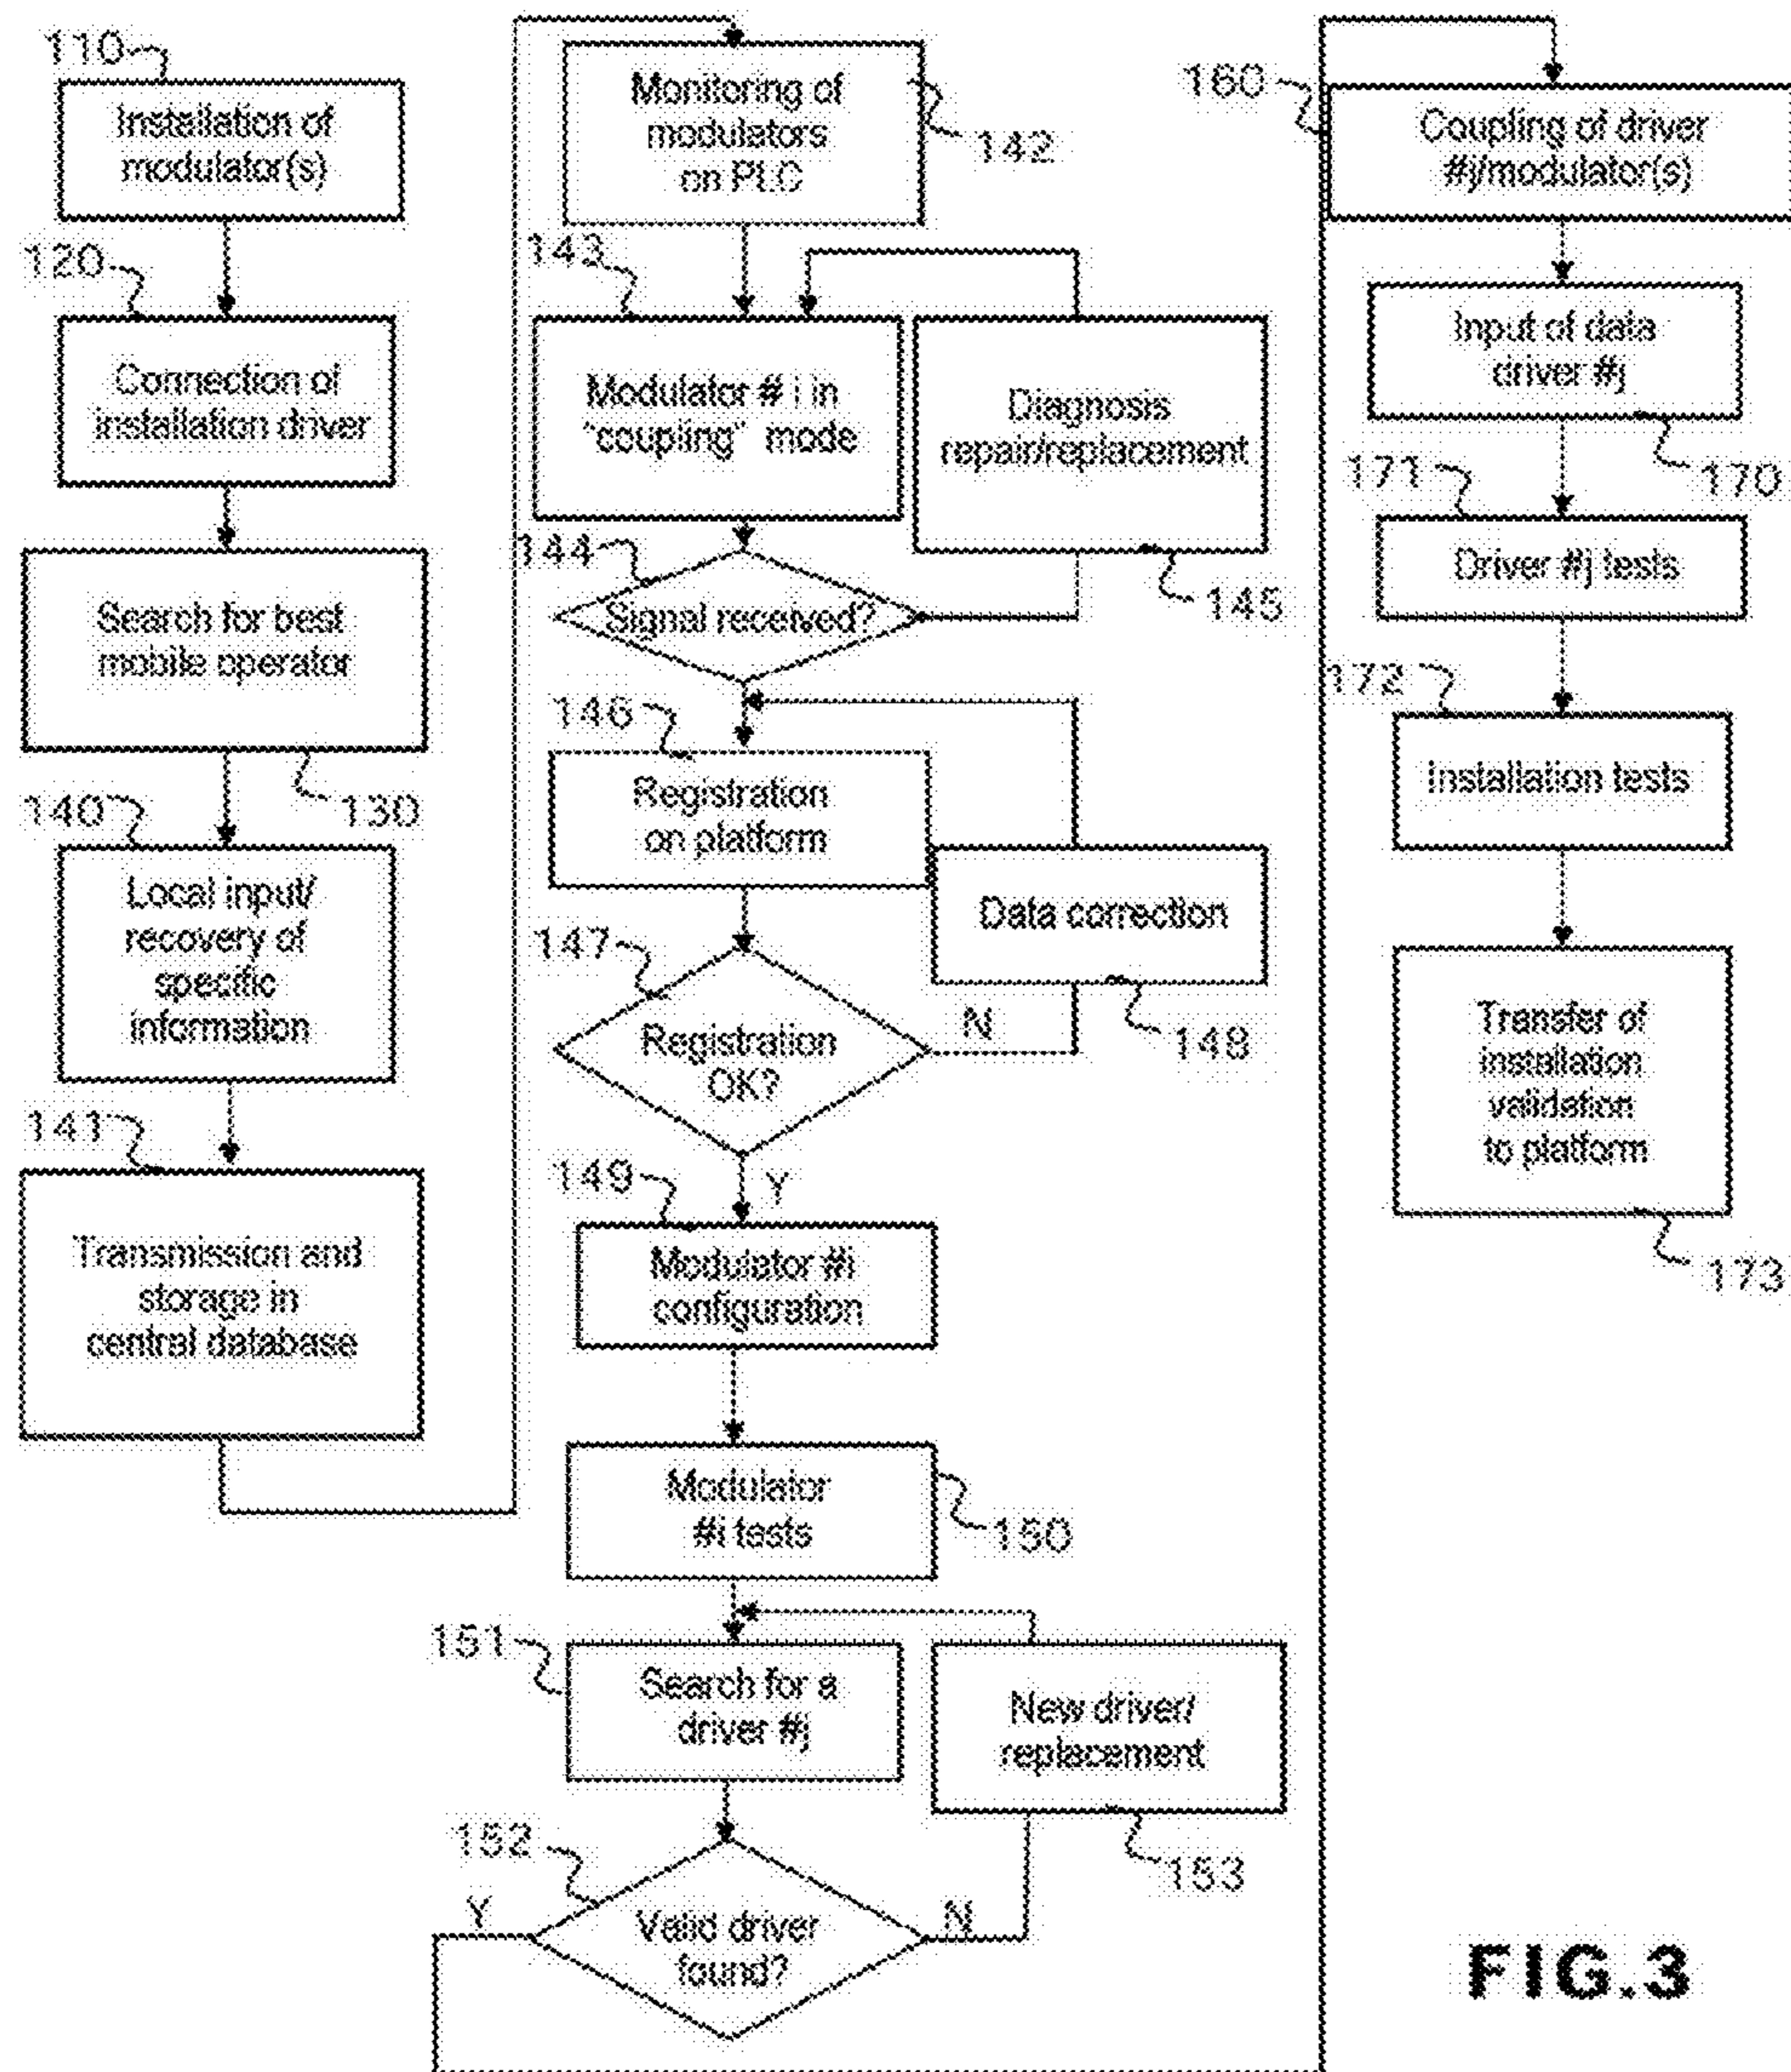 110
Installation of
modulator(s)
120
Connection of
installation driver
Search for best
mobile operator
130
140
Local input/
recovery of
specific
information
141
Transmission and
storage in
central database
Monitoring of
modulators
on PLC
142
143
Modulator # i in
"coupling" mode
Diagnosis
repair/replacement
144
Signal received?
145
146
Registration
on platform
Data correction
147
Registration
OK?
N
148
149
Y
Modulator #i
configuration
Modulator
#i tests
150
151
Search for a
driver #j
New driver/
replacement
152
153
Y
Valid driver
found?
N
160
Coupling of driver
#j/modulator(s)
Input of data
driver #j
170
171
Driver #j tests
172
Installation tests
Transfer of
installation
validation
to platform
173
FIG.3